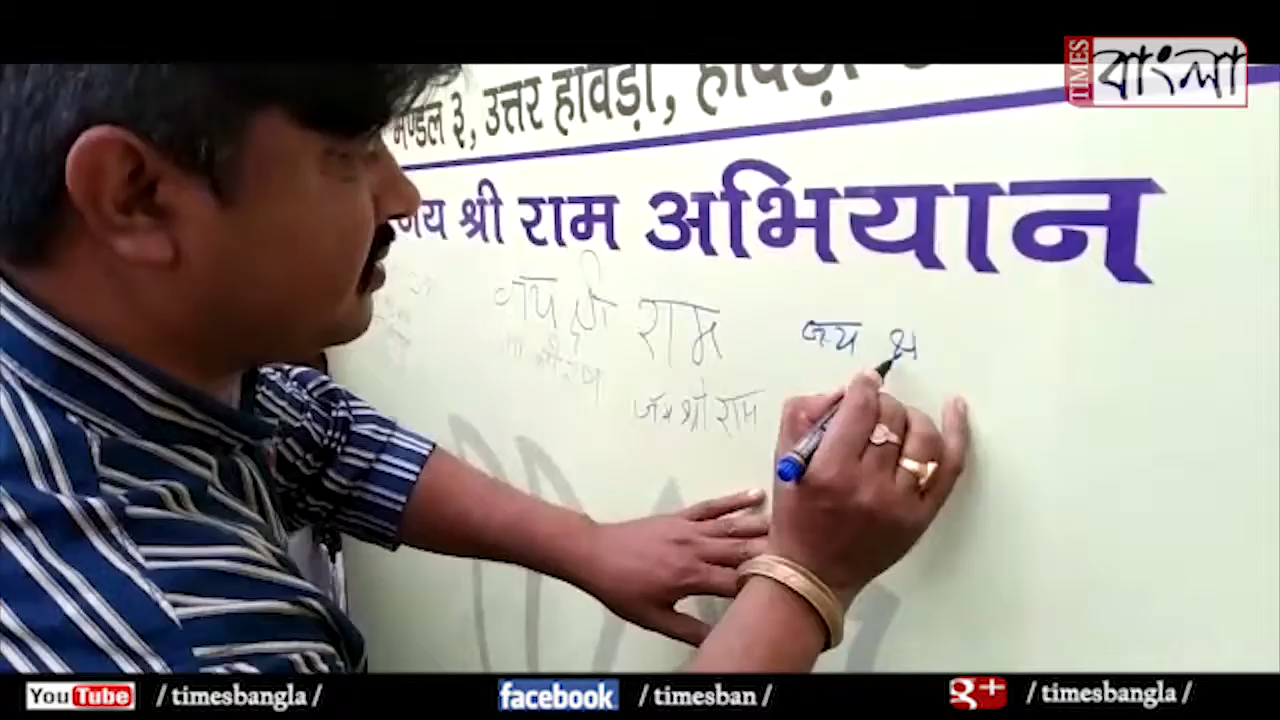 TIMES বাংলা
मण्डल ३, उत्तर हावड़ा, हावड़ा
जय श्री राम अभियान
जय श्री राम
जय श्री राम
जय श्री राम
YouTube /timesbangla/ facebook /timesban/ g+ /timesbangla/